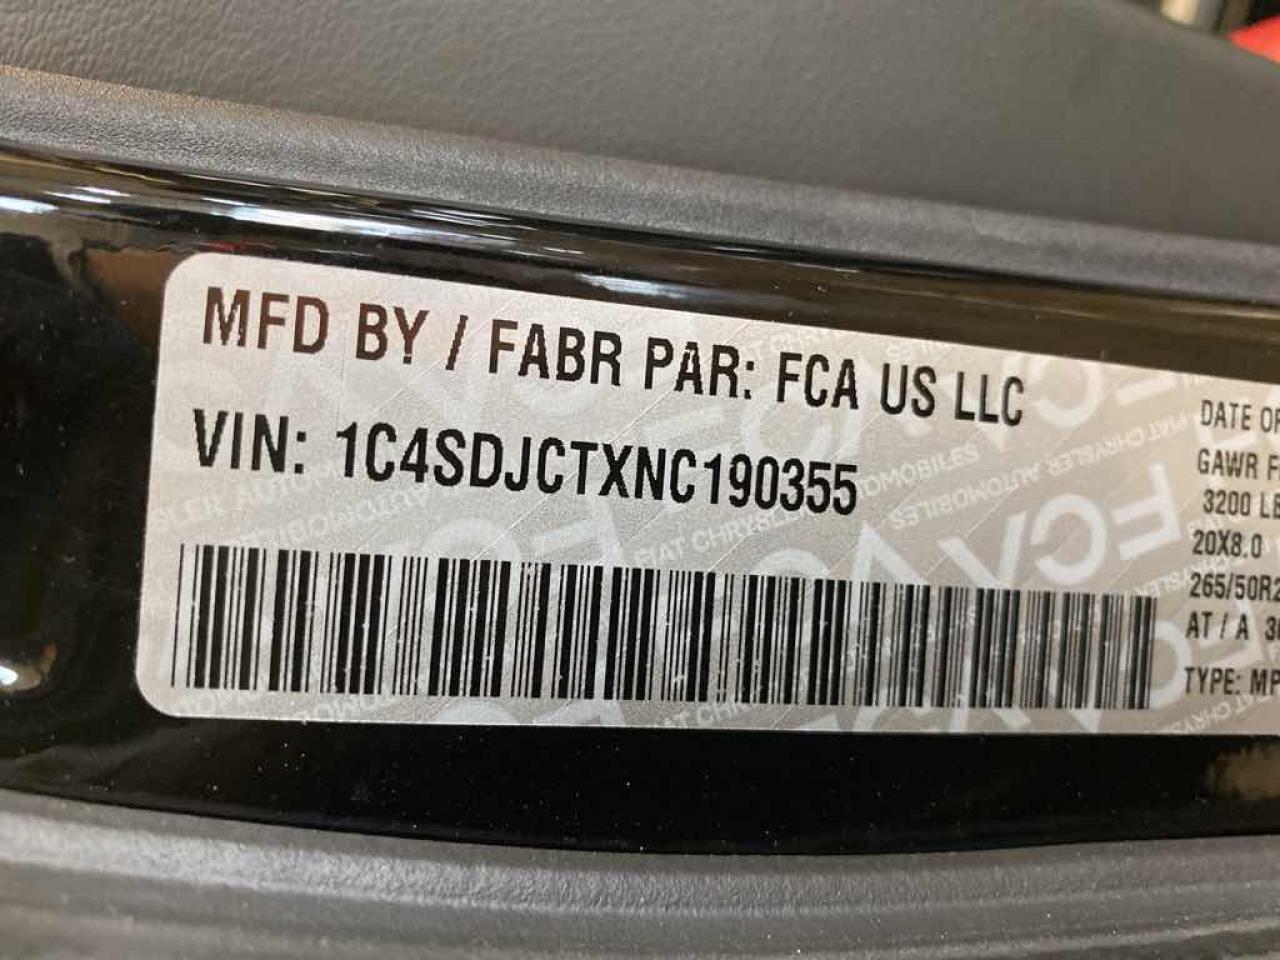 MFD BY / FABR PAR: FCA US LLC
VIN: 1C4SDJCTXNC190355
DATE OF
GAWR F
3200 LB
20X8.0
265/50R2
AT / A 3
TYPE: MP